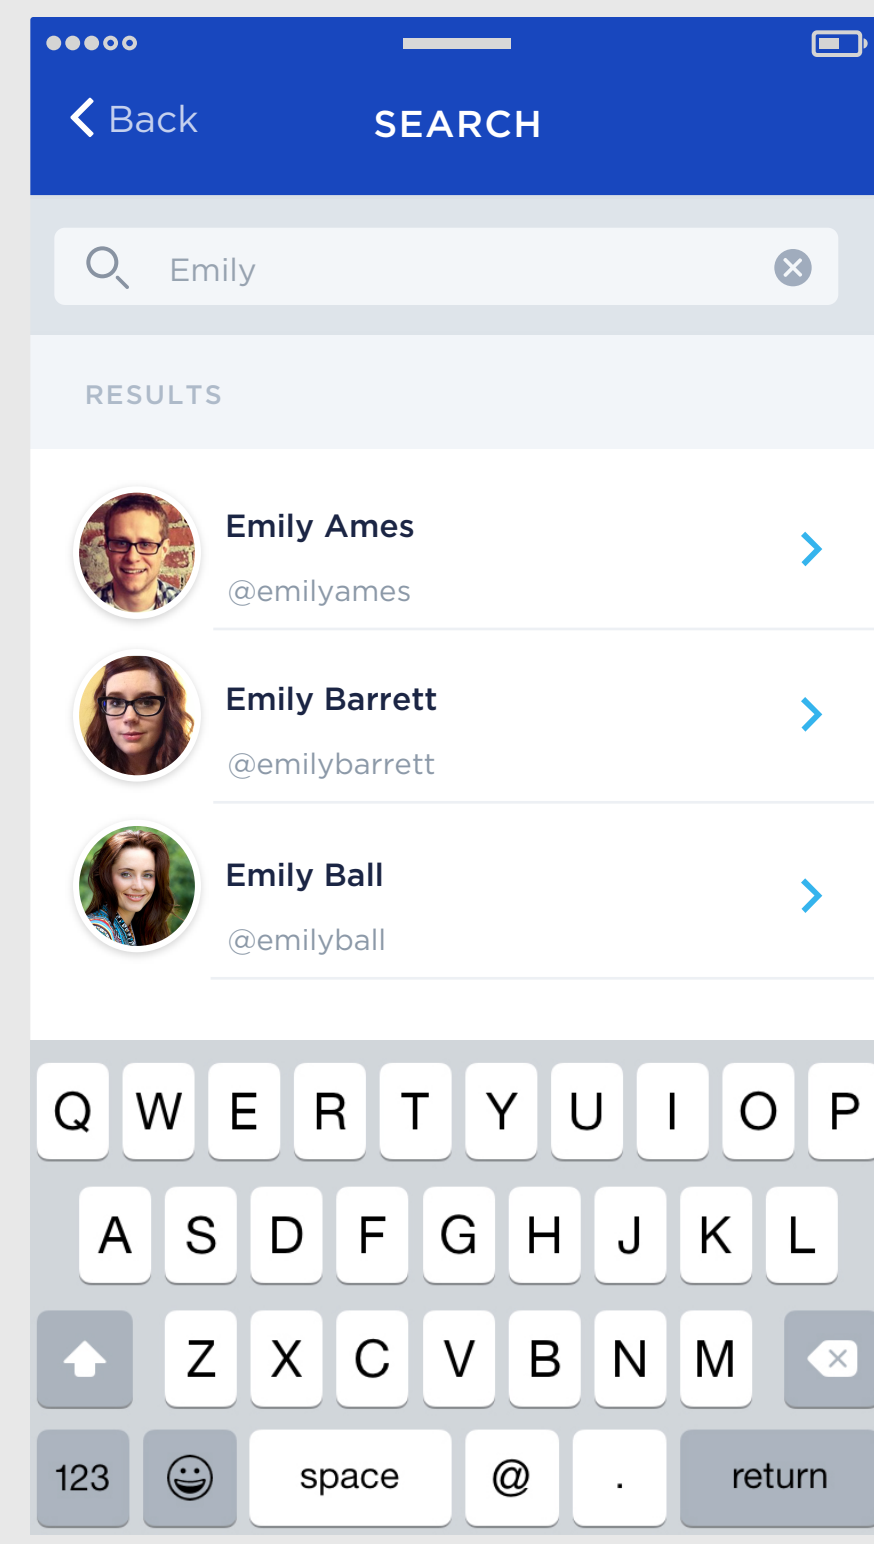 Back
SEARCH
Emily
RESULTS
Emily Ames
@emilyames
Emily Barrett
@emilybarrett
Emily Ball
@emilyball
Q W E R T Y U I O P
A S D F G H J K L
Z X C V B N M
123 space @ . return